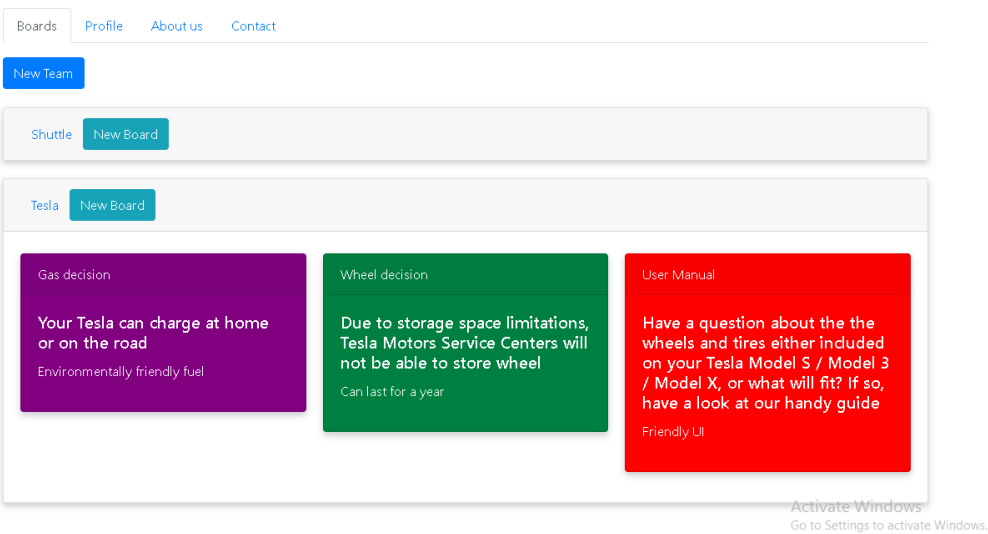 Boards Profile About us Contact
New Team
Shuttle New Board
Tesla New Board
Gas decision
Your Tesla can charge at home
or on the road
Environmentally friendly fuel
Wheel decision
Due to storage space limitations,
Tesla Motors Service Centers will
not be able to store wheel
Can last for a year
User Manual
Have a question about the the
wheels and tires either included
on your Tesla Model S / Model 3
/ Model X, or what will fit? If so,
have a look at our handy guide
Friendly UI
Activate Windows
Go to Settings to activate Windows.